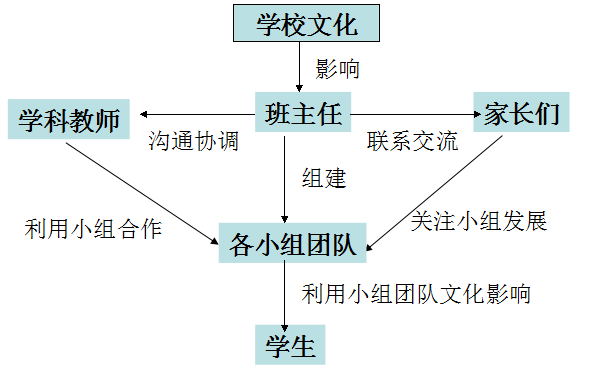 学校文化
影响
学科教师
班主任
家长们
沟通协调
联系交流
组建
利用小组合作
关注小组发展
各小组团队
利用小组团队文化影响
学生